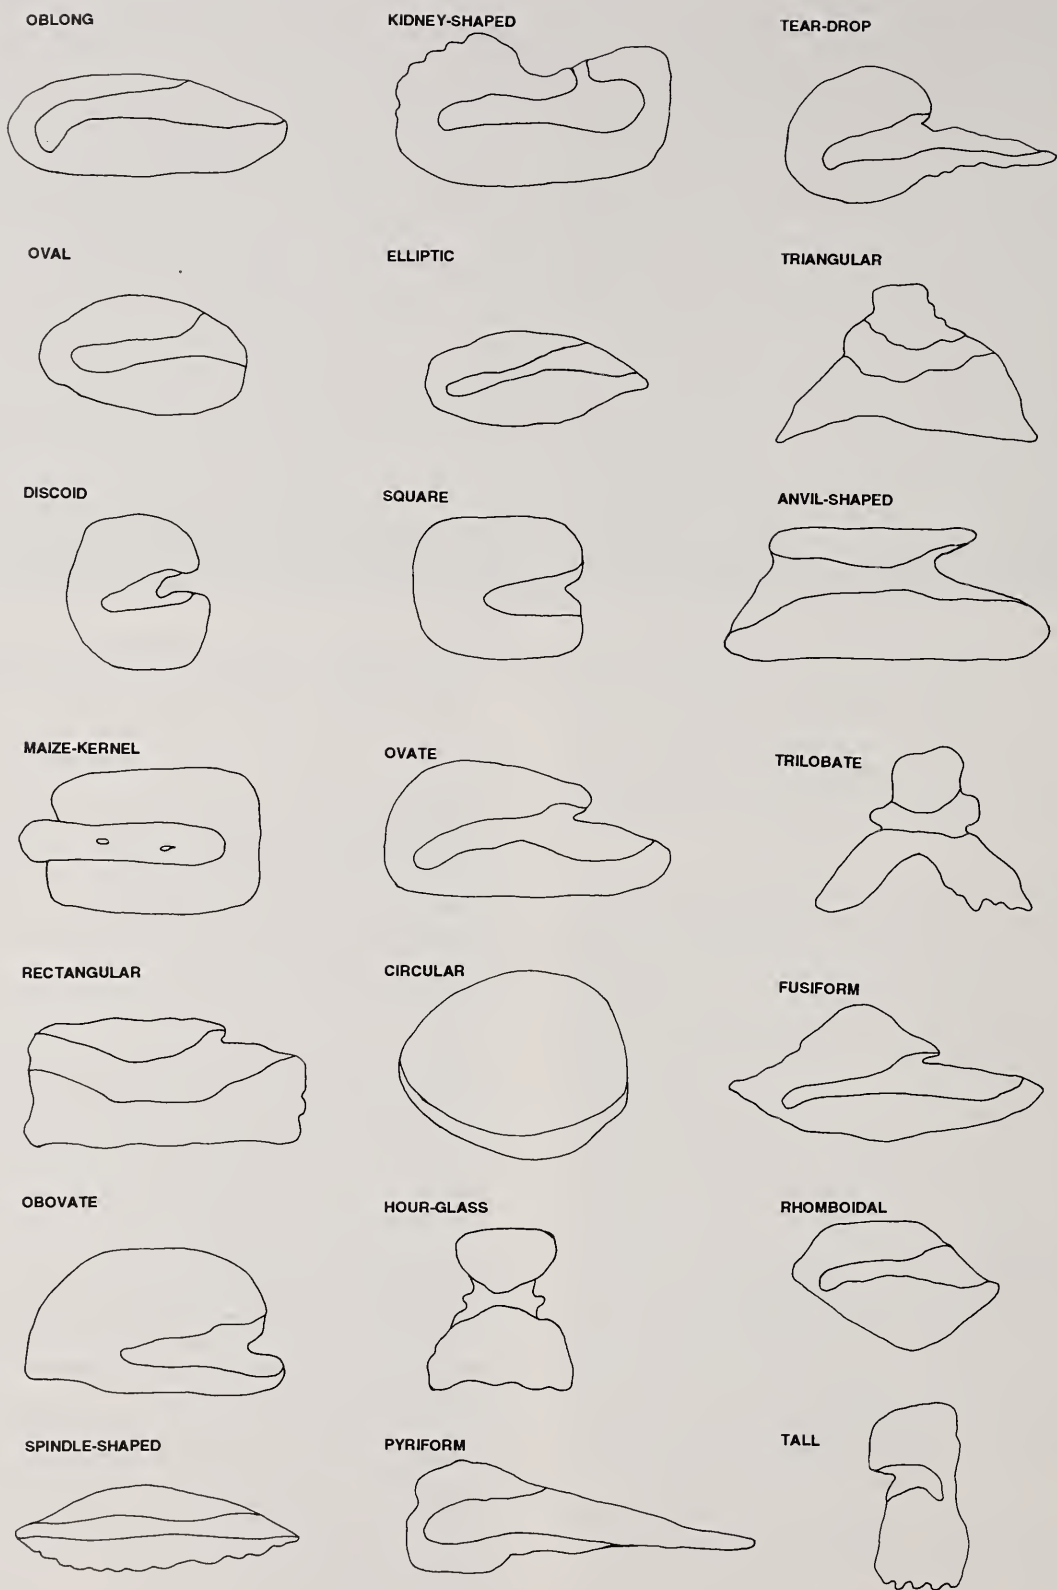 OBLONG
KIDNEY-SHAPED
TEAR-DROP
OVAL
ELLIPTIC
TRIANGULAR
DISCOID
SQUARE
ANVIL-SHAPED
MAIZE-KERNEL
OVATE
TRILOBATE
RECTANGULAR
CIRCULAR
FUSIFORM
OBOVATE
HOUR-GLASS
RHOMBOIDAL
SPINDLE-SHAPED
PYRIFORM
TALL